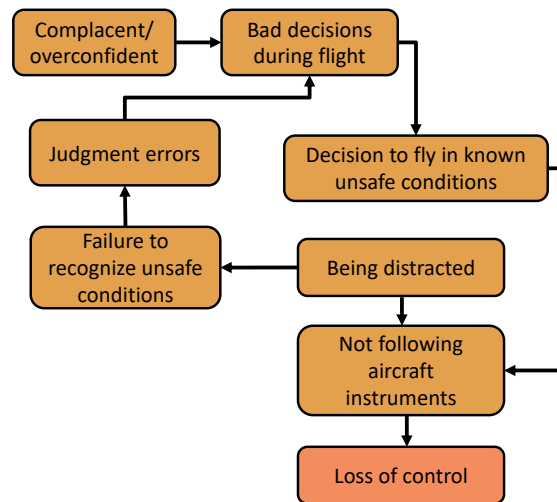 Complacent/
overconfident
Bad decisions
during flight
Judgment errors
Decision to fly in known
unsafe conditions
Failure to
recognize unsafe
conditions
Being distracted
Not following
aircraft
instruments
Loss of control